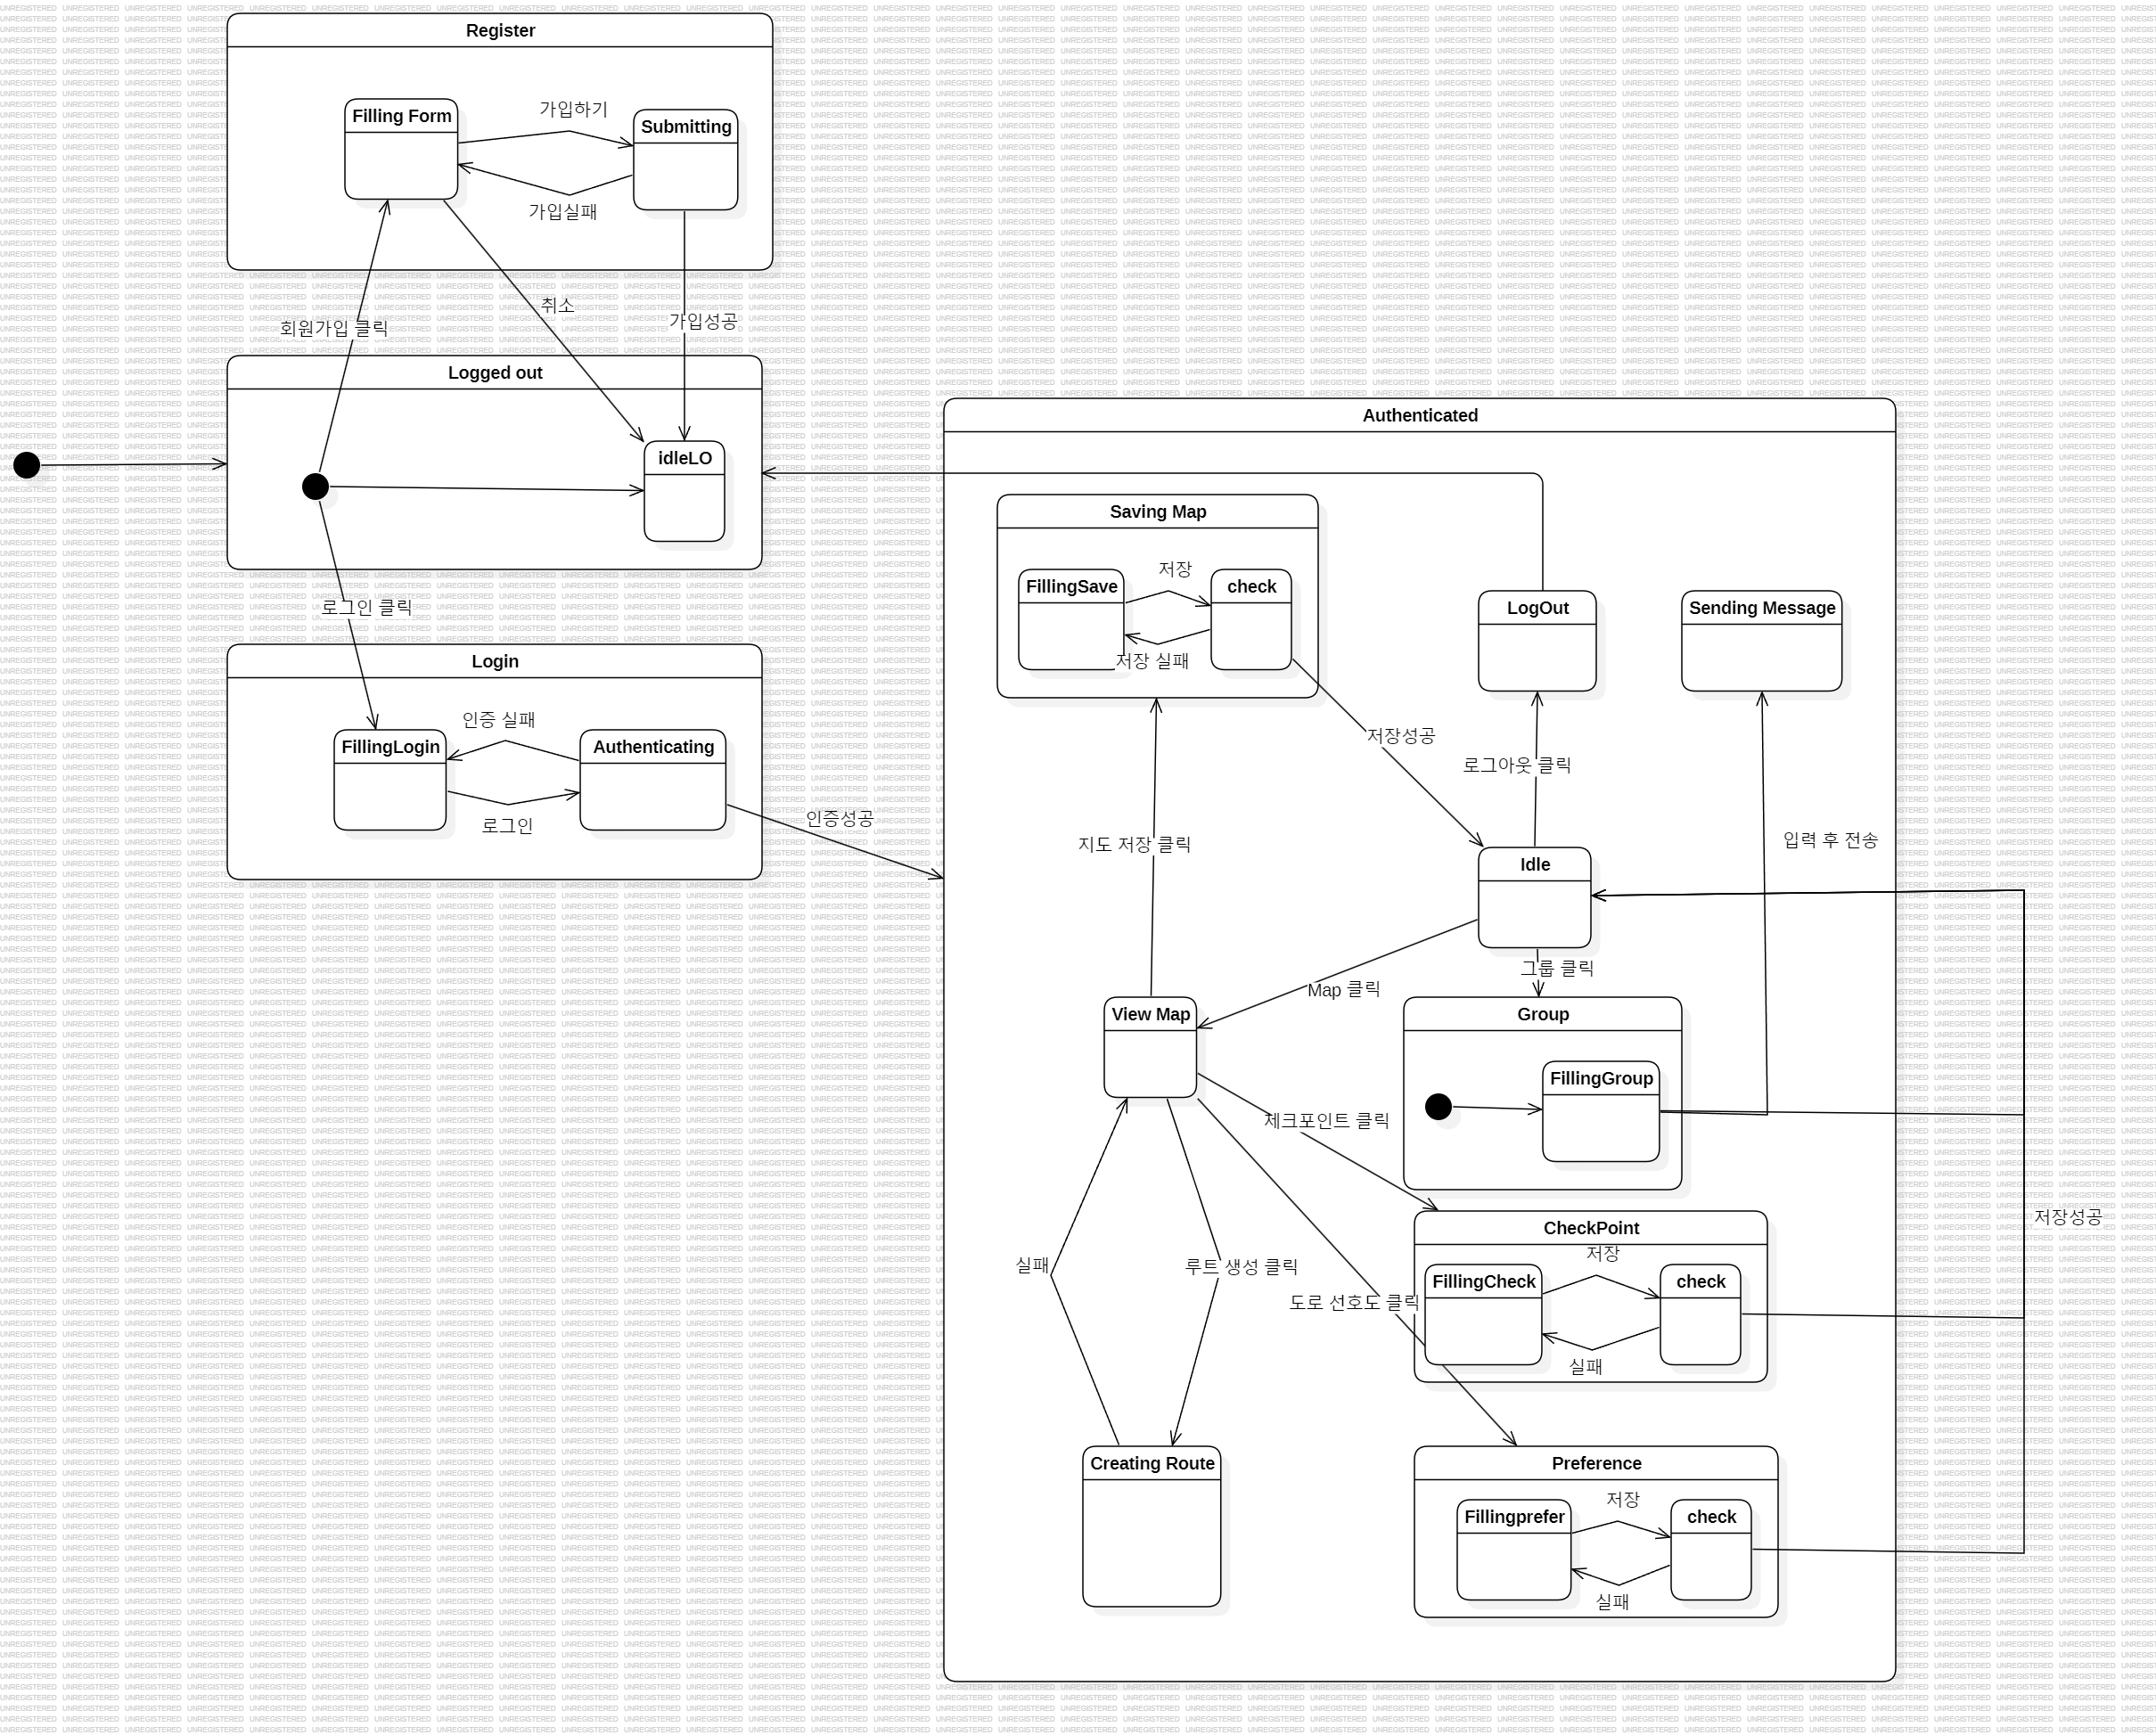 Register
Filling Form
가입하기
Submitting
가입실패
취소
가입성공
회원가입 클릭
Logged out
idleLO
로그인 클릭
Login
인증 실패
FillingLogin
Authenticating
로그인
인증성공
Authenticated
Saving Map
저장
FillingSave
check
저장 실패
LogOut
Sending Message
저장성공
로그아웃 클릭
지도 저장 클릭
입력 후 전송
Idle
그룹 클릭
Map 클릭
View Map
Group
FillingGroup
체크포인트 클릭
저장성공
CheckPoint
저장
FillingCheck
check
실패
실패
루트 생성 클릭
도로 선호도 클릭
Creating Route
Preference
저장
Fillingprefer
check
실패
UNREGISTERED